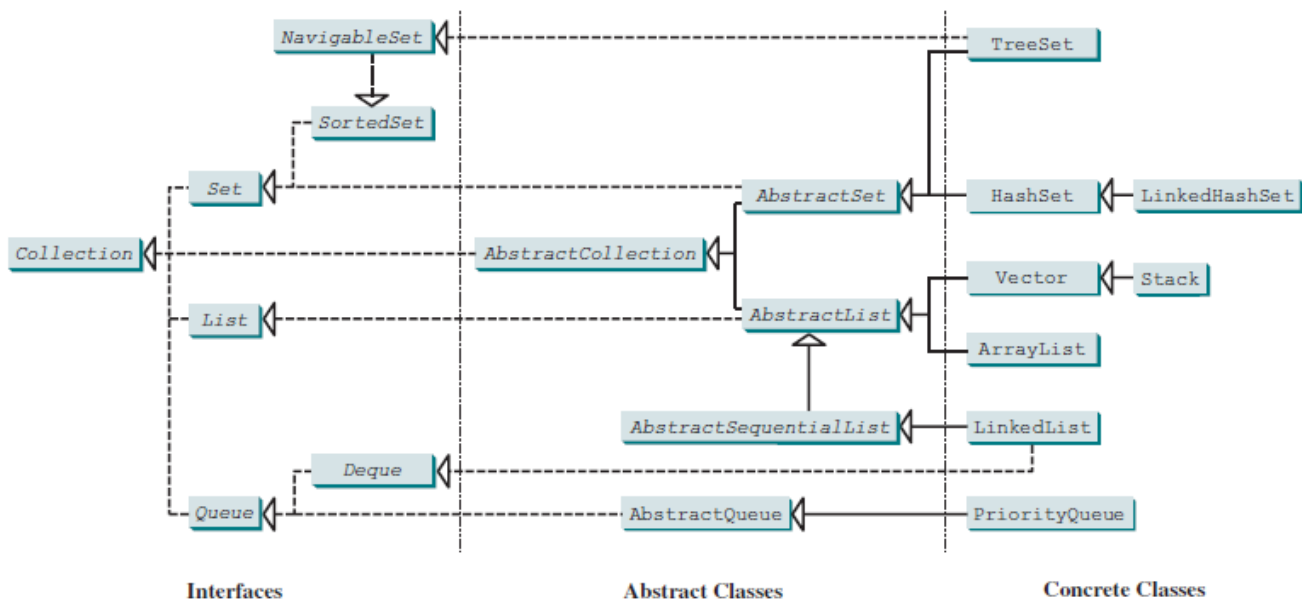 NavigableSet
TreeSet
SortedSet
Set
AbstractSet
HashSet
LinkedHashSet
Collection
AbstractCollection
Vector
Stack
List
AbstractList
ArrayList
AbstractSequentialList
LinkedList
Deque
Queue
AbstractQueue
PriorityQueue
Interfaces
Abstract Classes
Concrete Classes